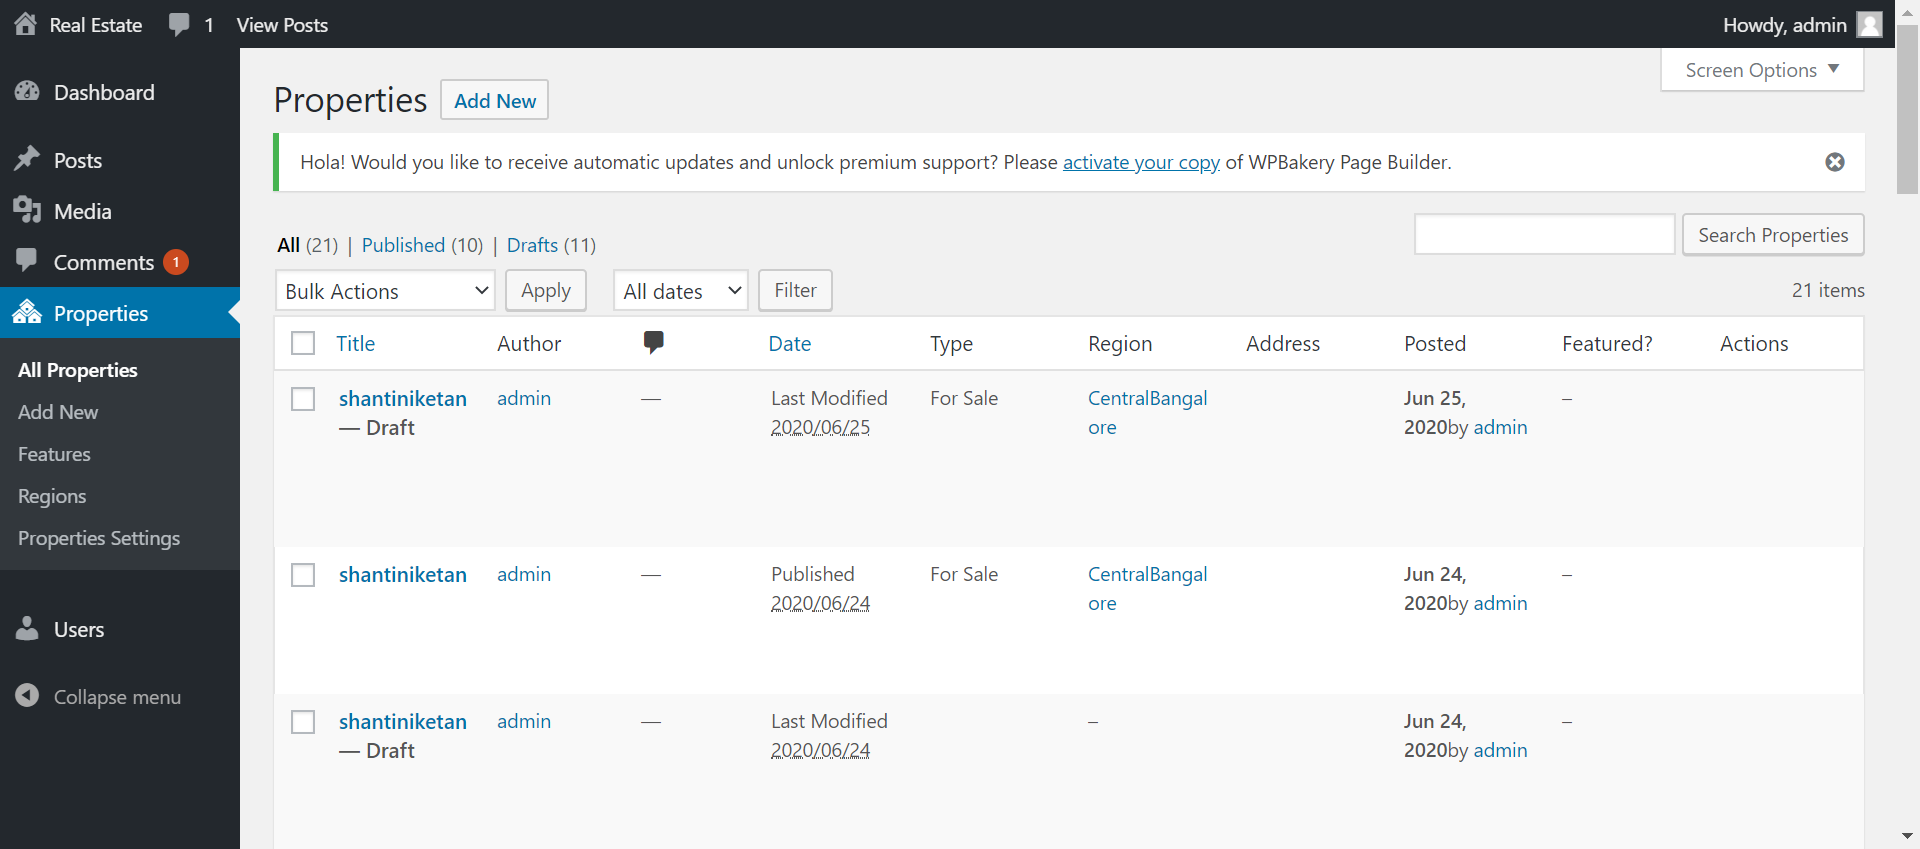 Real Estate 1 View Posts Howdy, admin
Dashboard
Posts
Media
Comments 1
Properties
All Properties
Add New
Features
Regions
Properties Settings
Users
Collapse menu
Screen Options
Properties Add New
Hola! Would you like to receive automatic updates and unlock premium support? Please activate your copy of WPBakery Page Builder.
All (21) | Published (10) | Drafts (11)
Search Properties
Bulk Actions Apply All dates Filter 21 items
Title Author Date Type Region Address Posted Featured? Actions
shantiniketan admin — Last Modified For Sale CentralBangal Jun 25, –
— Draft 2020/06/25 ore 2020by admin
shantiniketan admin — Published For Sale CentralBangal Jun 24, –
2020/06/24 ore 2020by admin
shantiniketan admin — Last Modified – Jun 24, –
— Draft 2020/06/24 2020by admin